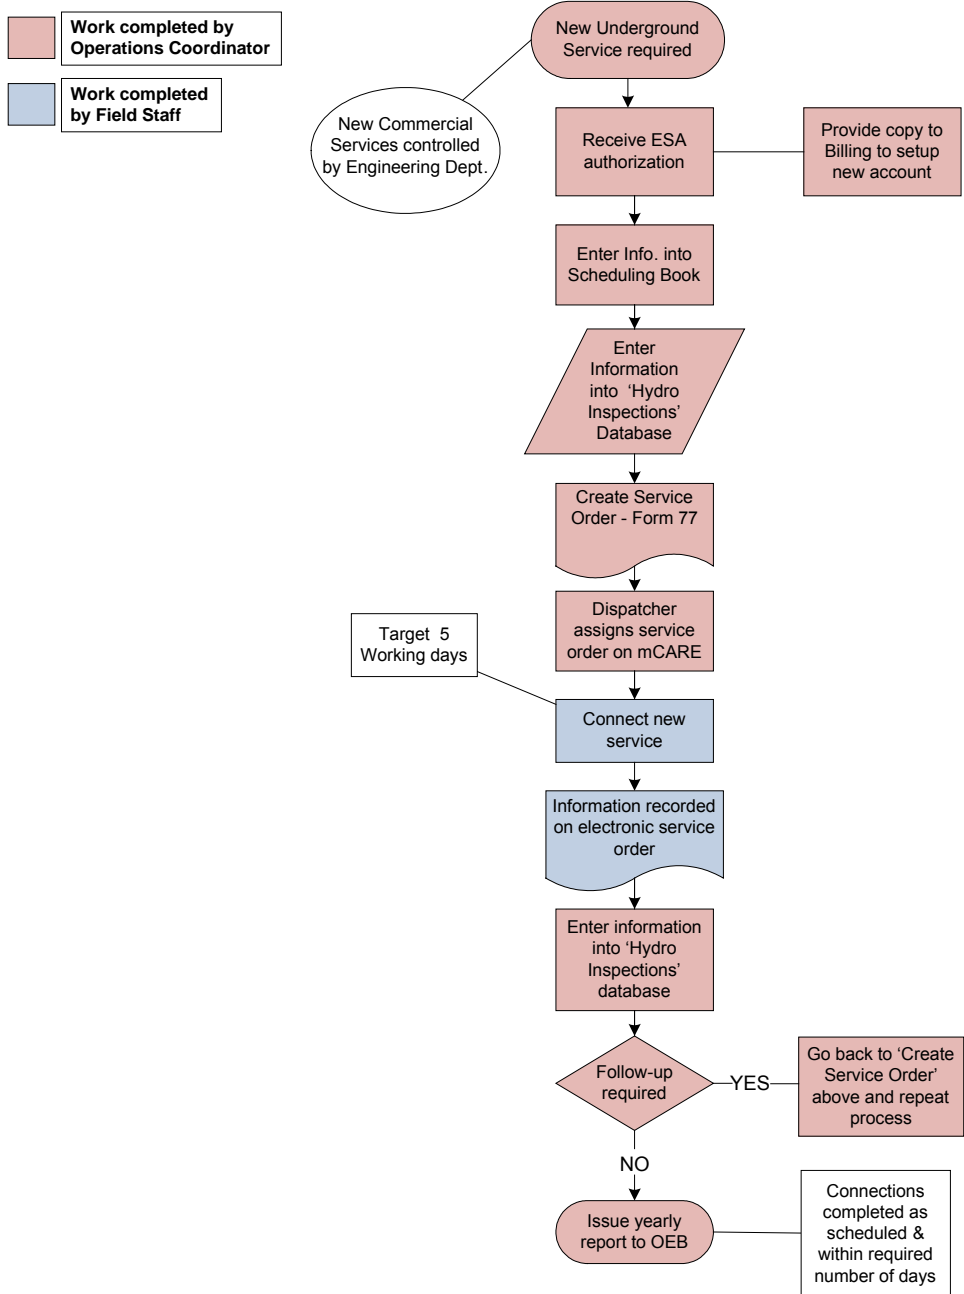 Work completed by
Operations Coordinator
Work completed
by Field Staff
New Underground
Service required
New Commercial
Services controlled
by Engineering Dept.
Receive ESA
authorization
Provide copy to
Billing to setup
new account
Enter Info. into
Scheduling Book
Enter
Information
into ‘Hydro
Inspections’
Database
Create Service
Order - Form 77
Dispatcher
assigns service
order on mCARE
Target 5
Working days
Connect new
service
Information recorded
on electronic service
order
Enter information
into ‘Hydro
Inspections’
database
Follow-up
required
YES
Go back to ‘Create
Service Order’
above and repeat
process
NO
Issue yearly
report to OEB
Connections
completed as
scheduled &
within required
number of days